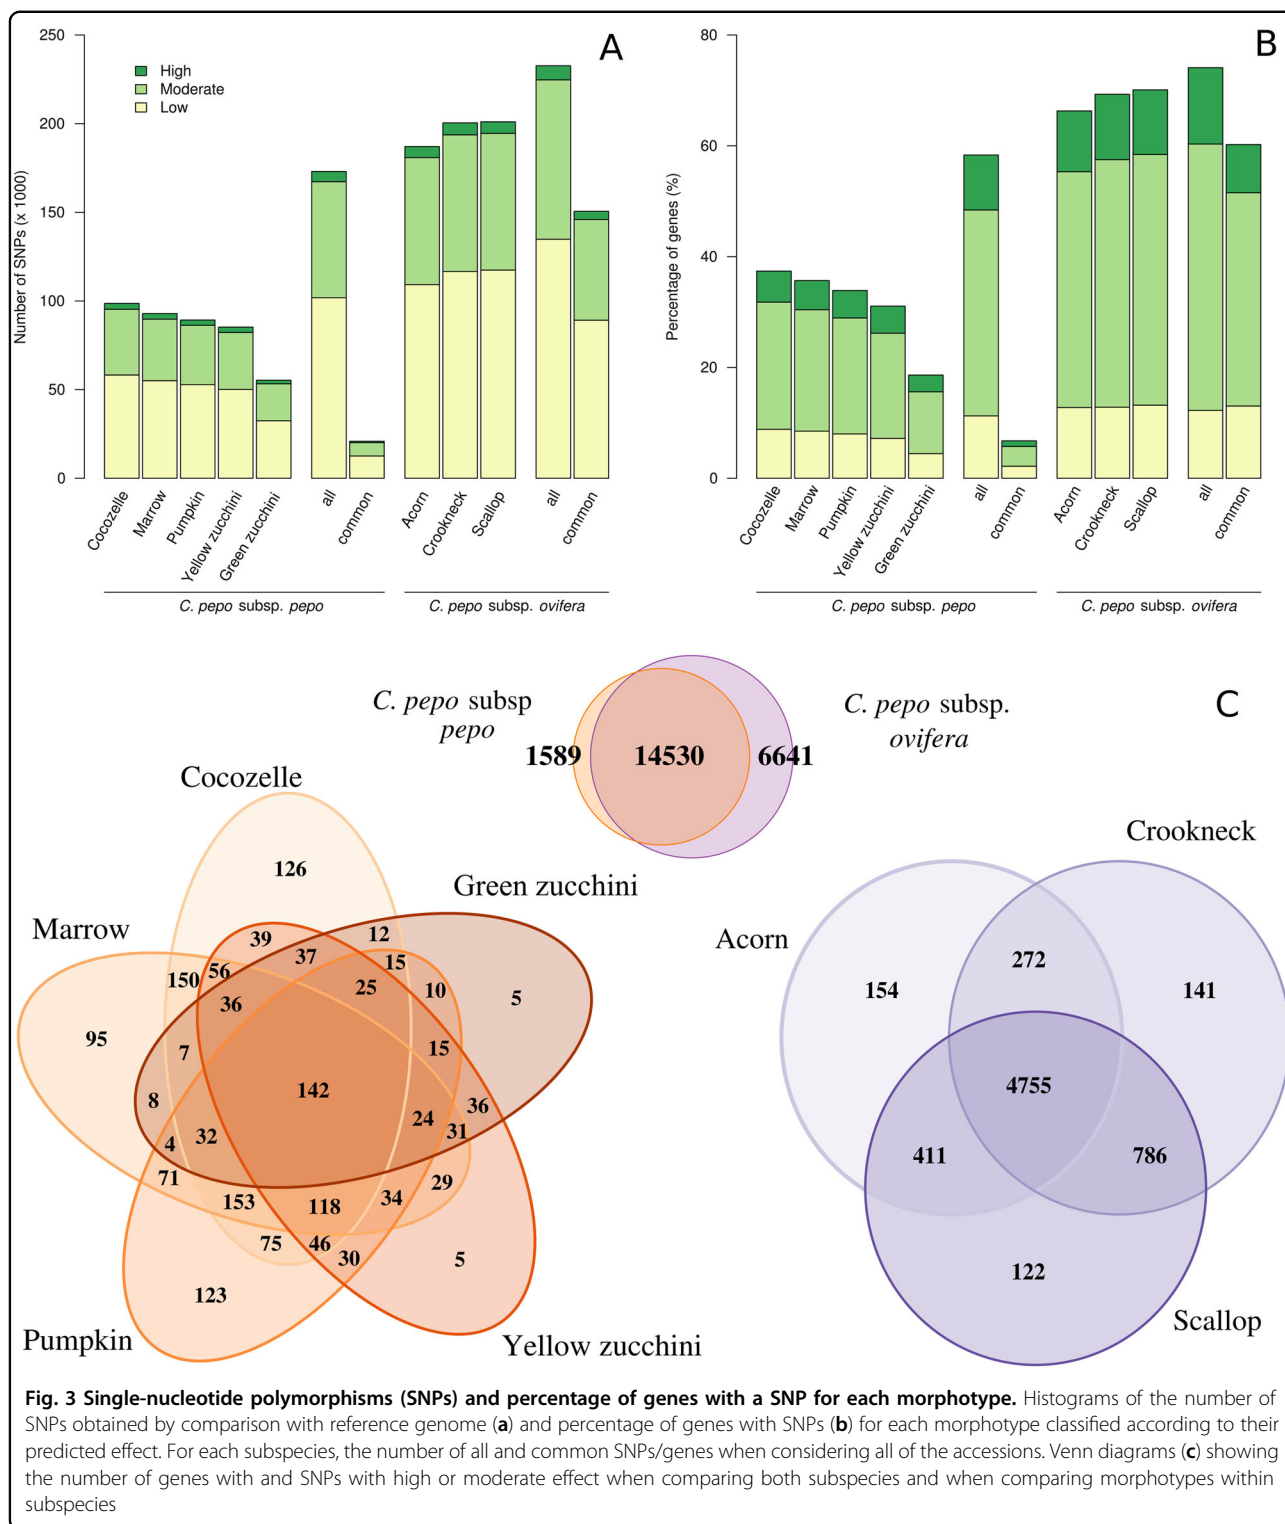 A
250
200
150
100
50
0
Number of SNPs (x 1000)
High
Moderate
Low
Cocozelle
Marrow
Pumpkin
Yellow zucchini
Green zucchini
all
common
Acorn
Crookneck
Scallop
all
common
C. pepo subsp. pepo
C. pepo subsp. ovifera
B
80
60
40
20
0
Percentage of genes (%)
Cocozelle
Marrow
Pumpkin
Yellow zucchini
Green zucchini
all
common
Acorn
Crookneck
Scallop
all
common
C. pepo subsp. pepo
C. pepo subsp. ovifera
C
C. pepo subsp
pepo
C. pepo subsp.
ovifera
1589
14530
6641
Cocozelle
Green zucchini
Marrow
Pumpkin
Yellow zucchini
126
39
37
12
15
150
56
36
25
10
5
95
7
15
8
142
24
36
31
4
32
71
153
118
34
29
75
46
30
5
123
Crookneck
Acorn
Scallop
272
154
141
4755
411
786
122
Fig. 3 Single-nucleotide polymorphisms (SNPs) and percentage of genes with a SNP for each morphotype. Histograms of the number of
SNPs obtained by comparison with reference genome (a) and percentage of genes with SNPs (b) for each morphotype classified according to their
predicted effect. For each subspecies, the number of all and common SNPs/genes when considering all of the accessions. Venn diagrams (c) showing
the number of genes with and SNPs with high or moderate effect when comparing both subspecies and when comparing morphotypes within
subspecies